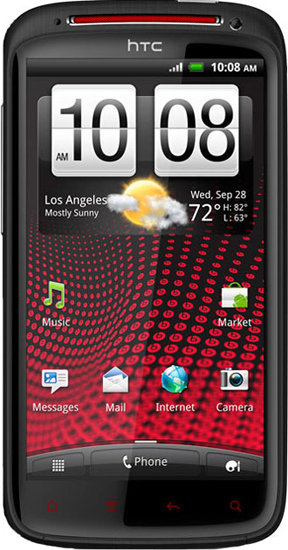 hTC
10:08 AM
10 08
AM
Los Angeles
Mostly Sunny
Wed, Sep 28
72° H: 82°
L: 63°
Music
Market
Messages
Mail
Internet
Camera
Phone